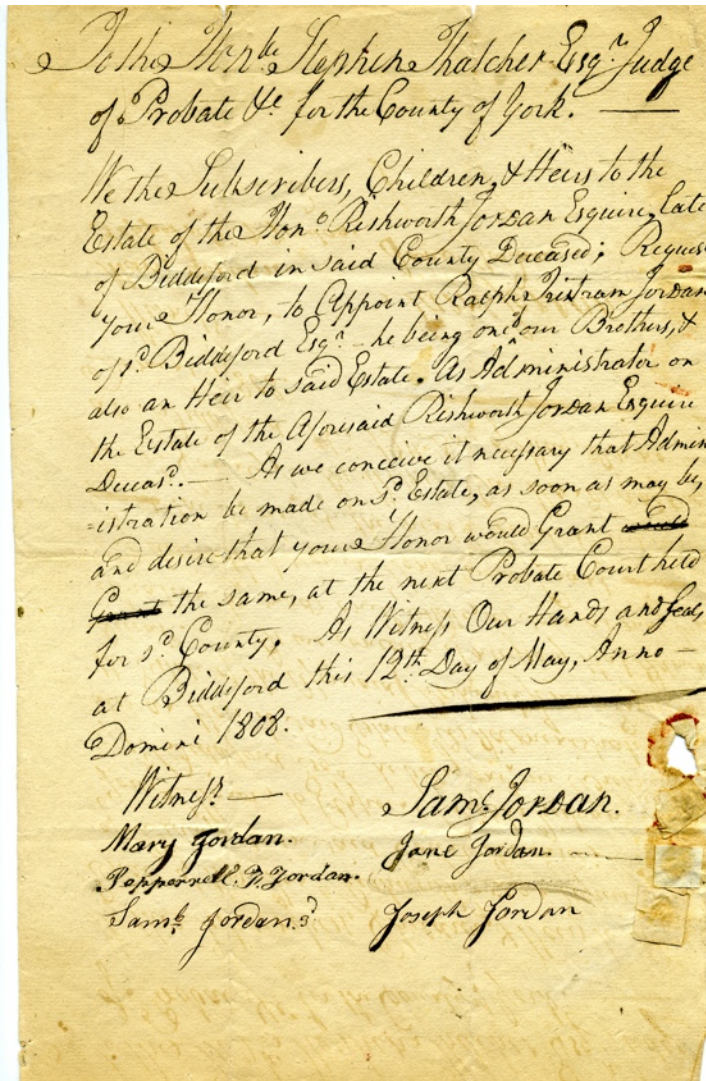 To the Honble. Stephen Thatcher Esqr. Judge
of Probate &c for the County of York. —
We the Subscribers, Children, & Heirs to the
Estate of the Hono. Rishworth Jordan Esquire, Late
of Biddeford in said County Deceased; Reques
your Honor, to Appoint Ralph Tristram Jordan
of sd. Biddeford Esqr. – he being one of our Brothers, &
also an Heir to said Estate. As Administrator on
the Estate of the Aforesaid Rishworth Jordan Esquire
Deceasd. — As we conceive it necessary that Admin
=istration be made on sd. Estate, as soon as may be,
and desire that your Honor would Grant would
Grant the same, at the next Probate Court held
for sd. County. As Witness Our Hands and Seals,
at Biddeford this 12th. Day of May, Anno –
Domini 1808.
Witness — Saml. Jordan.
Mary Jordan. Jane Jordan. —
Pepperrell. F. Jordan.
Saml. Jordan. 3d Joseph Jordan